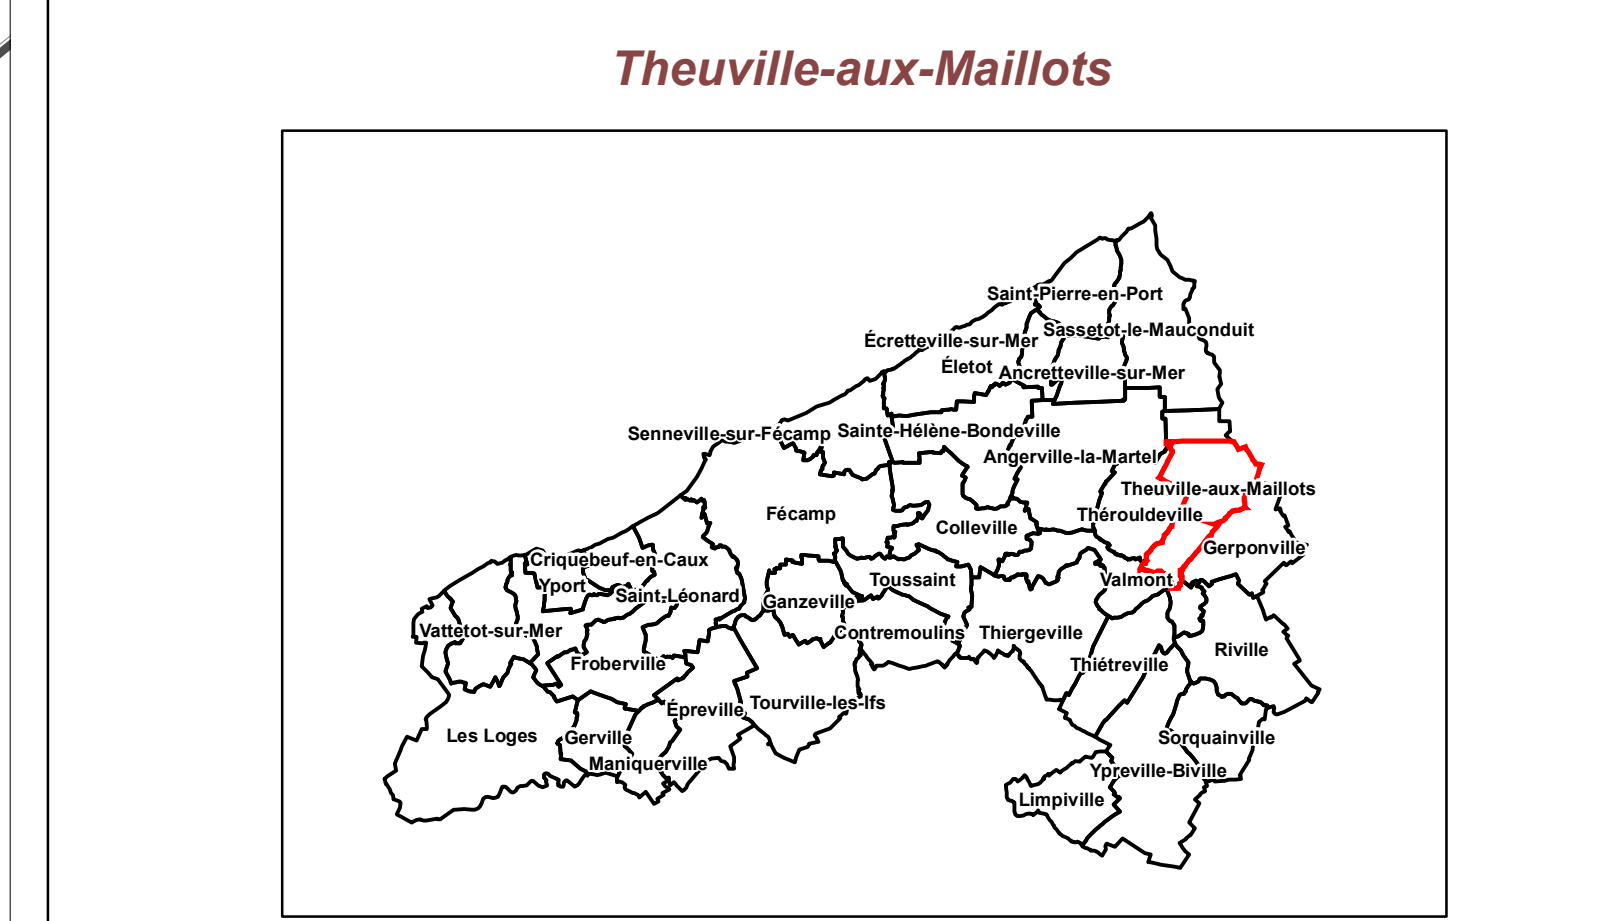 Theuville-aux-Maillots
Saint-Pierre-en-Port
Sassetot-le-Mauconduit
Écretteville-sur-Mer
Életot
Ancretteville-sur-Mer
Senneville-sur-Fécamp
Sainte-Hélène-Bondeville
Angerville-la-Martel
Theuville-aux-Maillots
Fécamp
Thérouldeville
Colleville
Gerponville
Criquebeuf-en-Caux
Toussaint
Valmont
Yport
Saint-Léonard
Ganzeville
Vattetot-sur-Mer
Contremoulins
Thiergeville
Riville
Froberville
Thiétreville
Épreville
Tourville-les-Ifs
Les Loges
Gerville
Sorquainville
Maniquerville
Ypreville-Biville
Limpiville